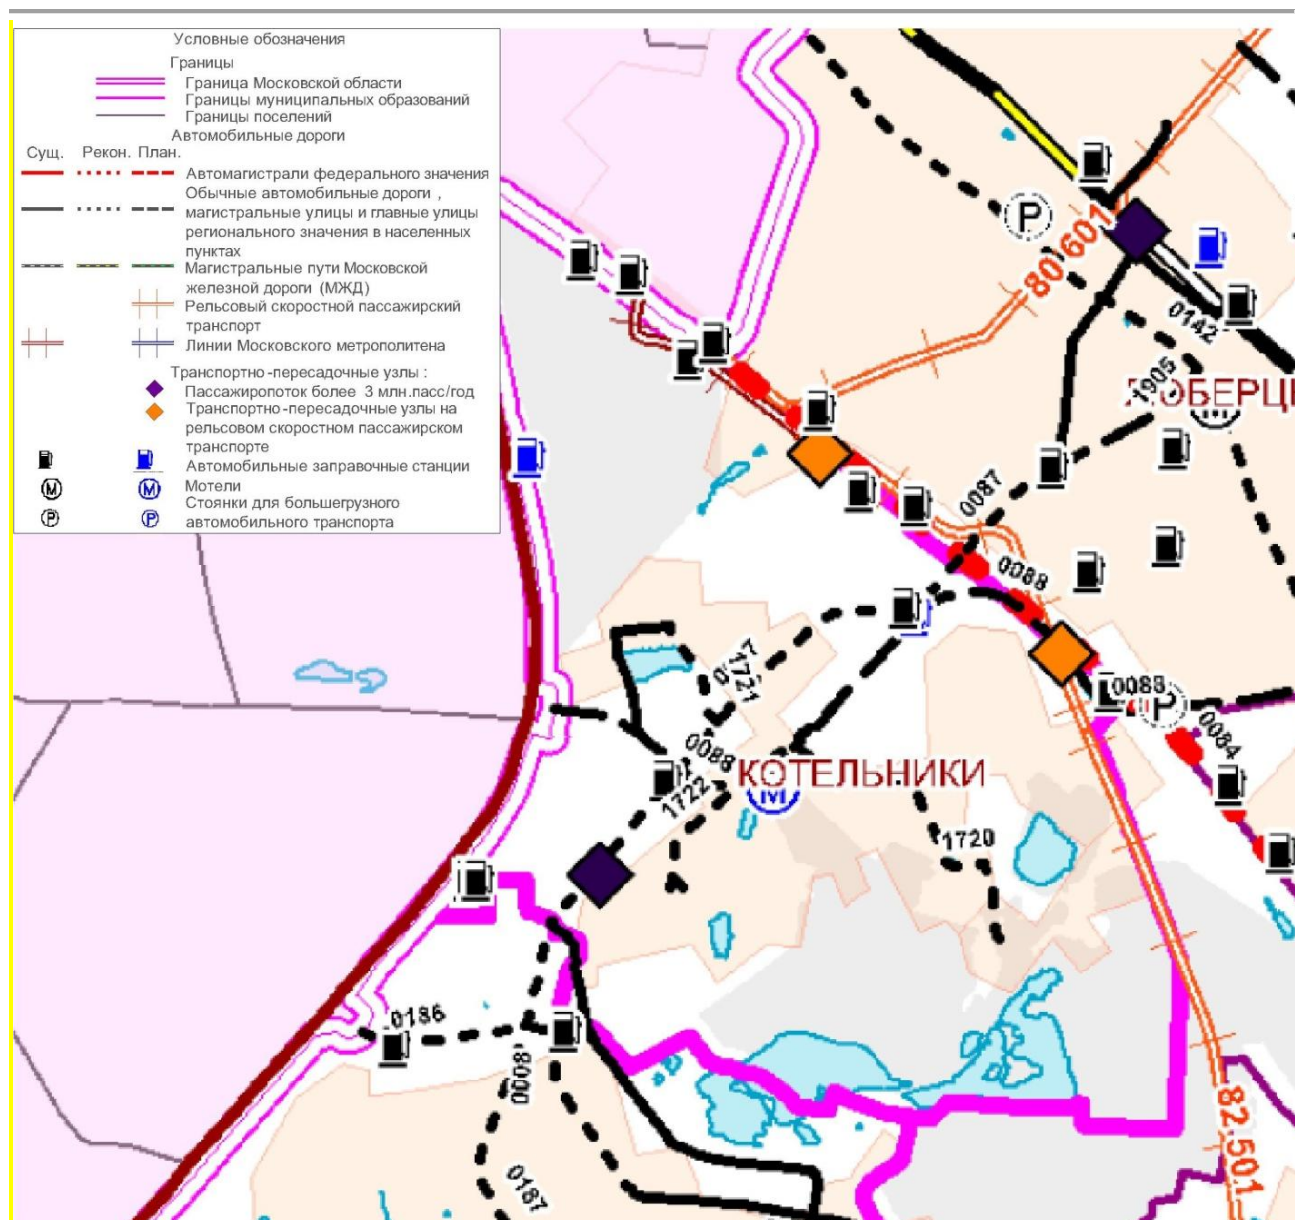 Условные обозначения
Границы
Граница Московской области
Границы муниципальных образований
Границы поселений
Автомобильные дороги
Сущ. Рекон. План.
Автомагистрали федерального значения
Обычные автомобильные дороги ,
магистральные улицы и главные улицы
регионального значения в населенных
пунктах
Магистральные пути Московской
железной дороги (МЖД)
Рельсовый скоростной пассажирский
транспорт
Линии Московского метрополитена
Транспортно-пересадочные узлы :
Пассажиропоток более 3 млн.пасс/год
Транспортно-пересадочные узлы на
рельсовом скоростном пассажирском
транспорте
Автомобильные заправочные станции
М М Мотели
Стоянки для большегрузного
Р Р автомобильного транспорта
Р
80 601
0142
1905
ЛЮБЕРЦ
0087
0088
1721
0088
Р
0084
0088
КОТЕЛЬНИКИ
1722
1720
0186
0008
82.501
0187